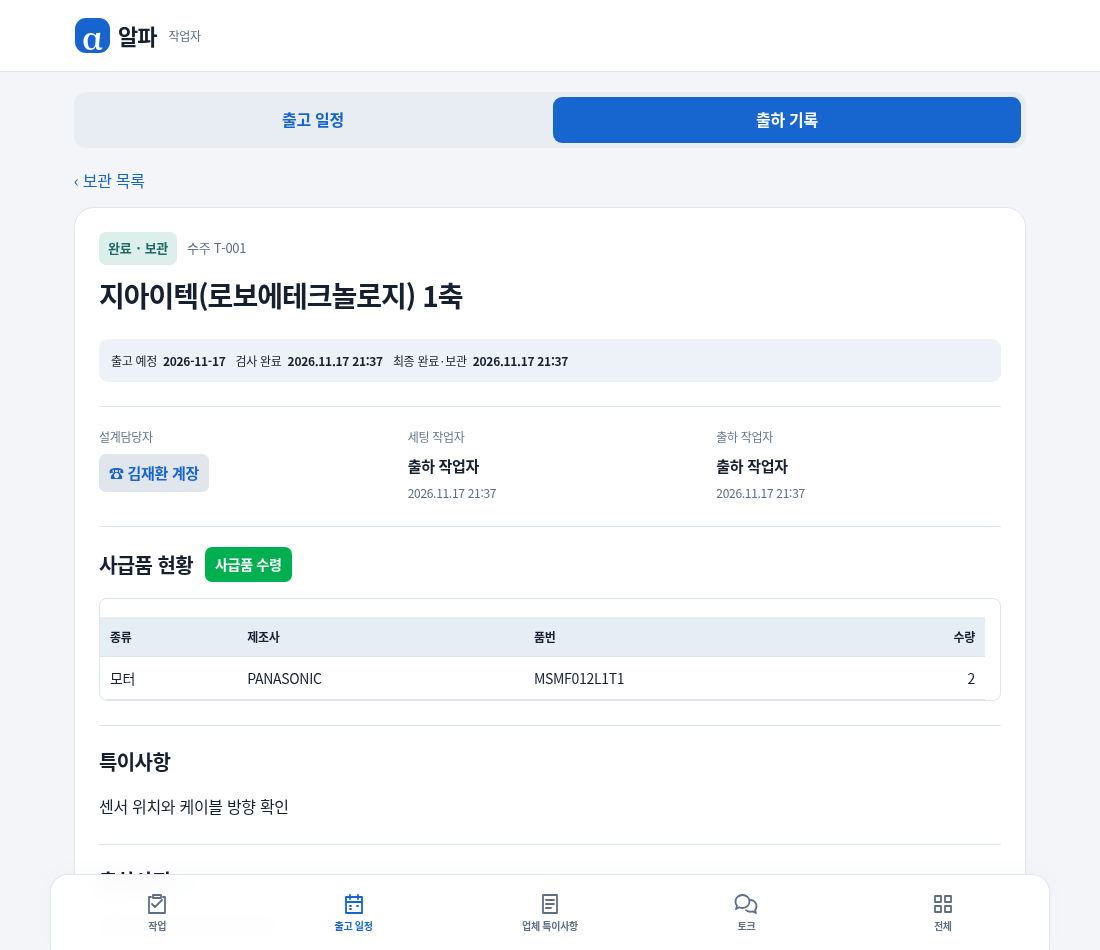 α 알파 작업자
출고 일정 출하 기록
‹ 보관 목록
완료 · 보관 수주 T-001
지아이텍(로보에테크놀로지) 1축
출고 예정 2026-11-17 검사 완료 2026.11.17 21:37 최종 완료·보관 2026.11.17 21:37
설계담당자 세팅 작업자 출하 작업자
☎ 김재환 계장 출하 작업자 출하 작업자
2026.11.17 21:37 2026.11.17 21:37
사급품 현황 사급품 수령
종류 제조사 품번 수량
모터 PANASONIC MSMF012L1T1 2
특이사항
센서 위치와 케이블 방향 확인
작업 출고 일정 업체 특이사항 토크 전체